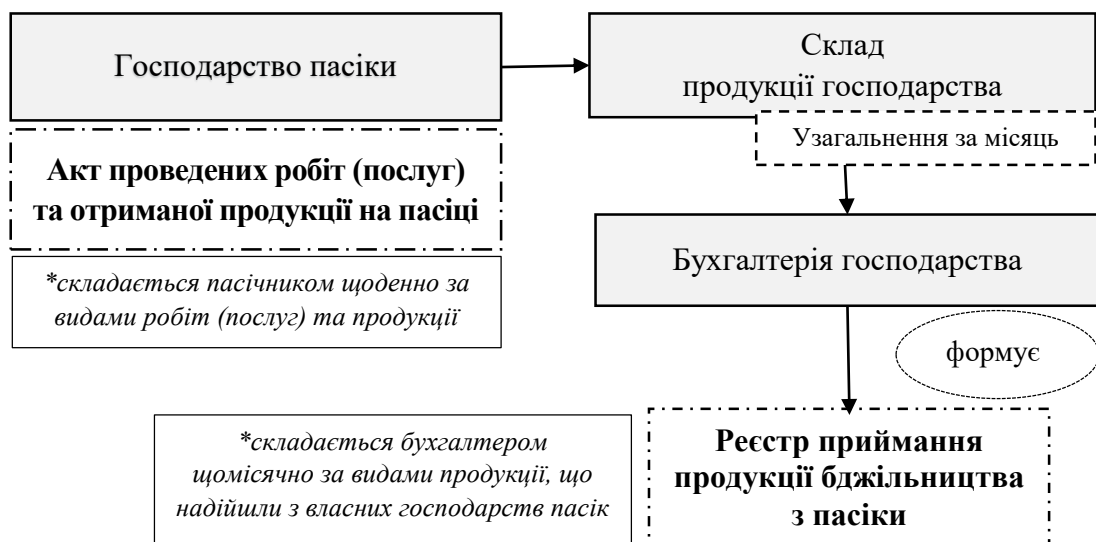 Господарство пасіки
Склад
продукції господарства
Узагальнення за місяць
Акт проведених робіт (послуг)
та отриманої продукції на пасіці
*складається пасічником щоденно за
видами робіт (послуг) та продукції
Бухгалтерія господарства
формує
*складається бухгалтером
щомісячно за видами продукції, що
надійшли з власних господарств пасік
Реєстр приймання
продукції бджільництва
з пасіки